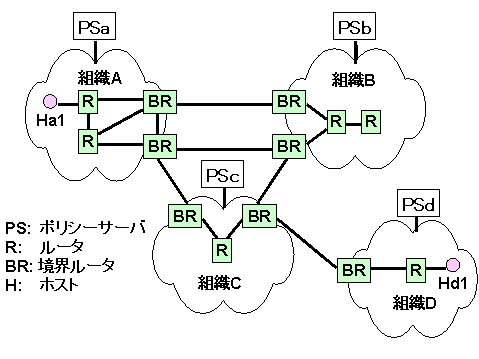 PSa
PSb
組織A
組織B
R
BR
BR
Ha1
R
R
R
BR
BR
PSc
PSd
BR
BR
PS: ポリシーサーバ
R: ルータ
R
BR: 境界ルータ
BR
R
H: ホスト
組織C
組織D
Hd1